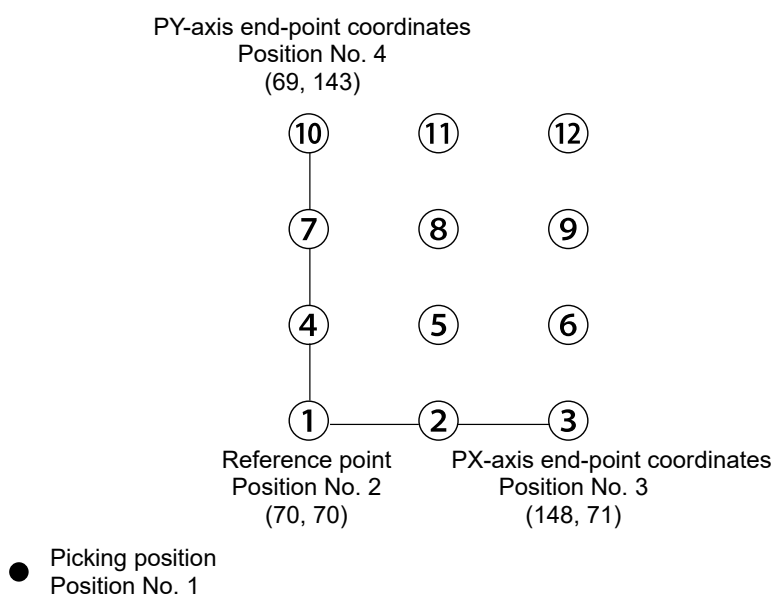 PY-axis end-point coordinates
Position No. 4
(69, 143)
10 11 12
7 8 9
4 5 6
1 2 3
Reference point PX-axis end-point coordinates
Position No. 2 Position No. 3
(70, 70) (148, 71)
Picking position
Position No. 1